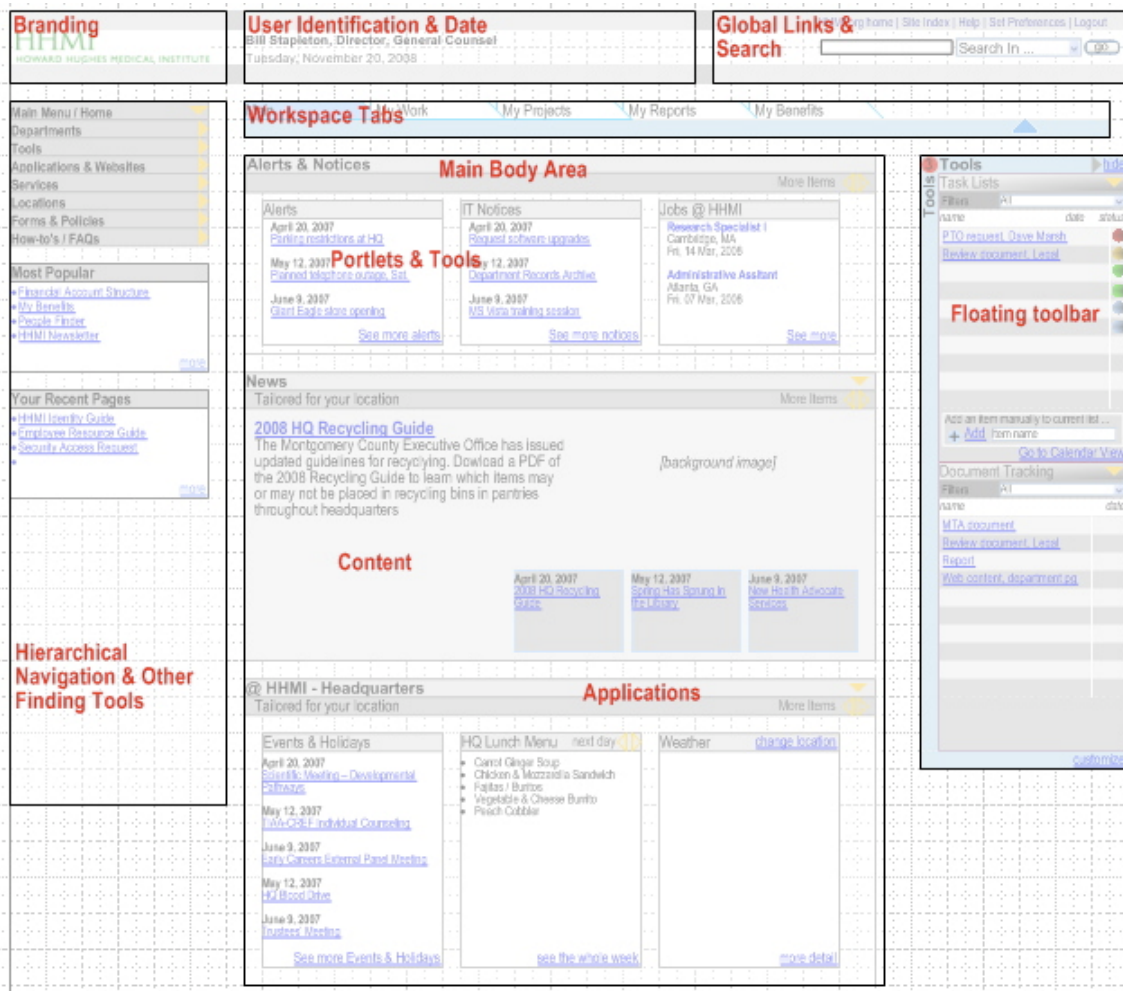 Branding
HHMI
HOWARD HUGHES MEDICAL INSTITUTE
User Identification & Date
Bill Stapleton, Director, General Counsel
Tuesday, November 20, 2008
Global Links &
Search
org home | Site Index | Help | Set Preferences | Logout
Search In ...
go
Workspace Tabs
My Work
My Projects
My Reports
My Benefits
Main Menu / Home
Departments
Tools
Applications & Websites
Services
Locations
Forms & Policies
How-to's / FAQs
Most Popular
Financial Account Structure
My Benefits
People Finder
HHMI Newsletter
more
Your Recent Pages
HHMI Identity Guide
Employee Resource Guide
Security Access Request
more
Hierarchical
Navigation & Other
Finding Tools
Main Body Area
Alerts & Notices
More Items
Alerts
April 20, 2007
Parking restrictions at HQ
May 12, 2007
Planned telephone outage, Sat.
June 9, 2007
Giant Eagle store opening
See more alerts
Portlets & Tools
IT Notices
April 20, 2007
Request software upgrades
May 12, 2007
Department Records Archive
June 9, 2007
MS Vista training session
See more notices
Jobs @ HHMI
Research Specialist I
Cambridge, MA
Fri, 14 Mar, 2006
Administrative Assitant
Atlanta, GA
Fri, 07 Mar, 2006
See more
News
Tailored for your location
More Items
2008 HQ Recycling Guide
The Montgomery County Executive Office has issued
updated guidelines for recyclying. Dowload a PDF of
the 2008 Recycling Guide to learn which items may
or may not be placed in recycling bins in pantries
throughout headquarters
[background image]
Content
April 20, 2007
2008 HQ Recycling
Guide
May 12, 2007
Spring Has Sprung In
the Library
June 9, 2007
New Health Advocate
Services
@ HHMI - Headquarters
Applications
Tailored for your location
More Items
Events & Holidays
April 20, 2007
Scientific Meeting – Developmental
Pathways
May 12, 2007
TIAA-CREF Individual Counseling
June 9, 2007
Early Careers External Panel Meeting
May 12, 2007
HQ Blood Drive
June 9, 2007
Trustees' Meeting
See more Events & Holidays
HQ Lunch Menu next day
Carrot Ginger Soup
Chicken & Mozzarella Sandwich
Fajitas / Burritos
Vegetable & Cheese Burrito
Peach Cobbler
see the whole week
Weather change location
more detail
Tools
Tools
hide
Task Lists
Filters All
name date status
PTO request, Dave Marsh
Review document, Legal
Floating toolbar
Add an item manually to current list ...
+ Add Item name
Go to Calendar View
Document Tracking
Filters All
name date
MTA document
Review document, Legal
Report
Web content, department pg
customize